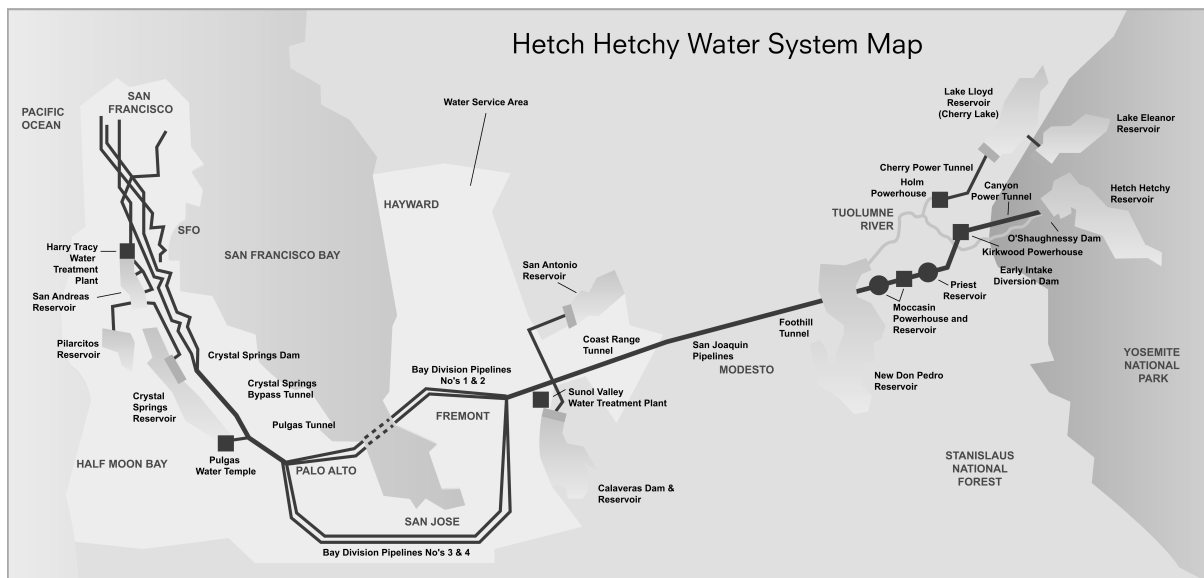 Hetch Hetchy Water System Map
SAN
FRANCISCO
PACIFIC
OCEAN
Water Service Area
Lake Lloyd
Reservoir
(Cherry Lake)
Lake Eleanor
Reservoir
Cherry Power Tunnel
Holm
Powerhouse
Canyon
Power Tunnel
Hetch Hetchy
Reservoir
HAYWARD
TUOLUMNE
RIVER
SFO
O'Shaughnessy Dam
Kirkwood Powerhouse
Harry Tracy
Water
Treatment
Plant
SAN FRANCISCO BAY
San Antonio
Reservoir
Early Intake
Diversion Dam
Priest
Reservoir
San Andreas
Reservoir
Moccasin
Powerhouse and
Reservoir
Foothill
Tunnel
Pilarcitos
Reservoir
Coast Range
Tunnel
San Joaquin
Pipelines
MODESTO
Crystal Springs Dam
YOSEMITE
NATIONAL
PARK
Bay Division Pipelines
No's 1 & 2
New Don Pedro
Reservoir
Crystal Springs
Bypass Tunnel
Sunol Valley
Water Treatment Plant
Crystal
Springs
Reservoir
FREMONT
Pulgas Tunnel
HALF MOON BAY
Pulgas
Water Temple
PALO ALTO
STANISLAUS
NATIONAL
FOREST
Calaveras Dam &
Reservoir
SAN JOSE
Bay Division Pipelines No's 3 & 4